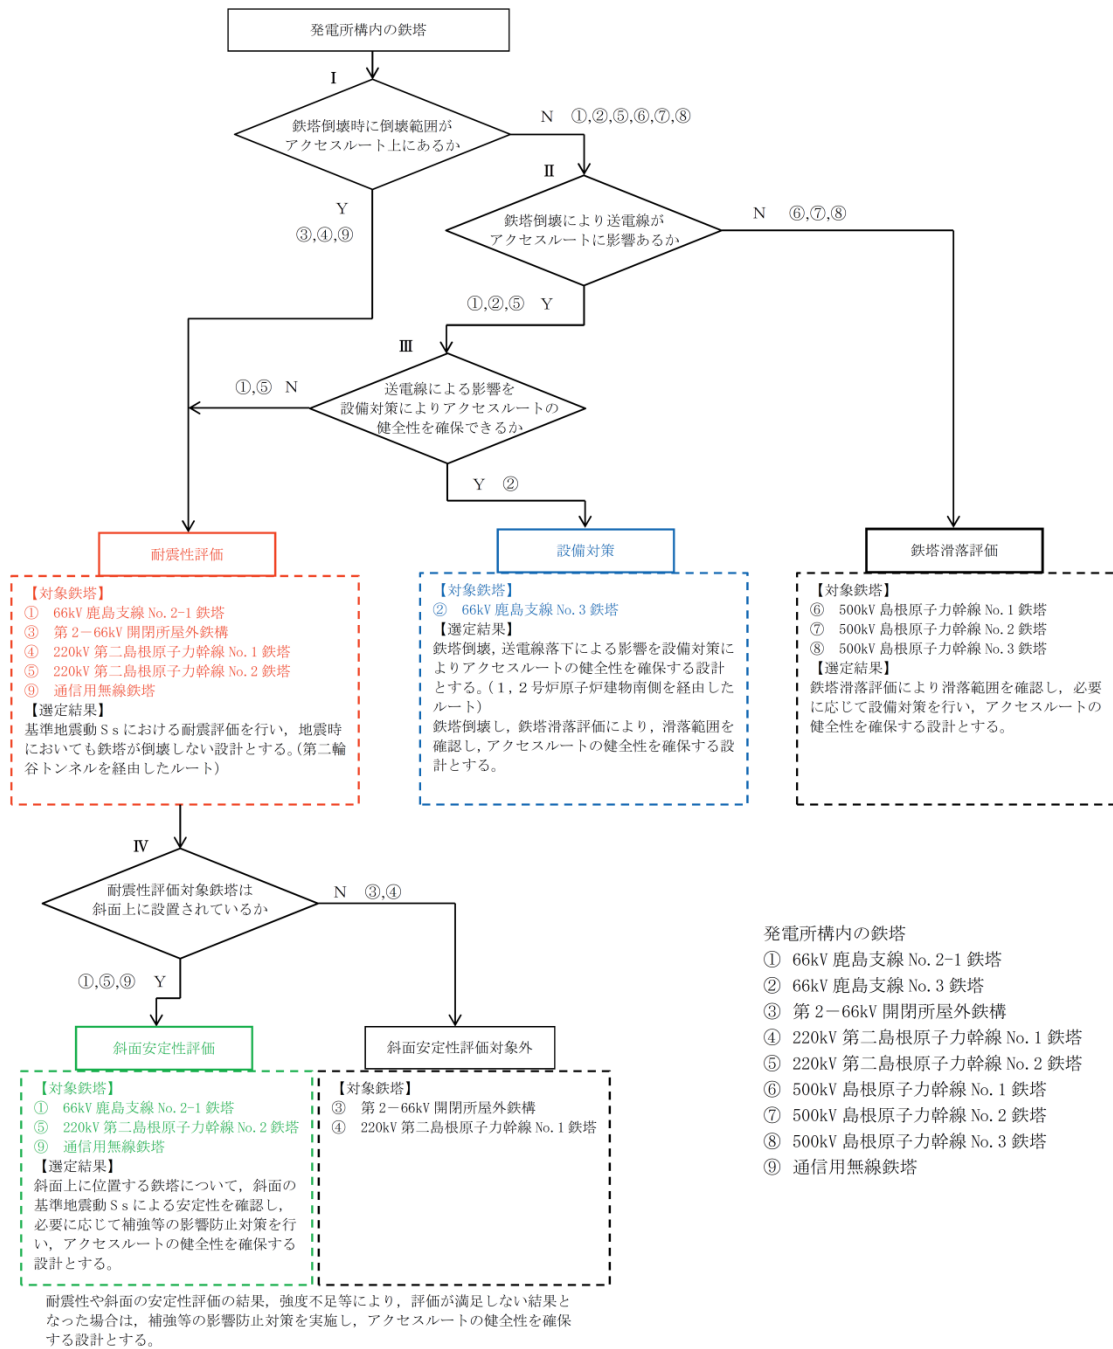 発電所構内の鉄塔
Ⅰ
鉄塔倒壊時に倒壊範囲が
アクセスルート上にあるか
N ①,②,⑤,⑥,⑦,⑧
Y
③,④,⑨
Ⅱ
鉄塔倒壊により送電線が
アクセスルートに影響あるか
N ⑥,⑦,⑧
①,②,⑤ Y
Ⅲ
送電線による影響を
設備対策によりアクセスルートの
健全性を確保できるか
①,⑤ N
Y ②
耐震性評価
【対象鉄塔】
① 66kV 鹿島支線 No.2-1 鉄塔
③ 第2-66kV 開閉所屋外鉄構
④ 220kV 第二島根原子力幹線 No.1 鉄塔
⑤ 220kV 第二島根原子力幹線 No.2 鉄塔
⑨ 通信用無線鉄塔
【選定結果】
基準地震動Ssにおける耐震評価を行い,地震時
においても鉄塔が倒壊しない設計とする。(第二輪
谷トンネルを経由したルート)
設備対策
【対象鉄塔】
② 66kV 鹿島支線 No.3 鉄塔
【選定結果】
鉄塔倒壊,送電線落下による影響を設備対策に
よりアクセスルートの健全性を確保する設計
とする。(1,2号炉原子炉建物南側を経由した
ルート)
鉄塔倒壊し,鉄塔滑落評価により,滑落範囲を
確認し,アクセスルートの健全性を確保する設
計とする。
鉄塔滑落評価
【対象鉄塔】
⑥ 500kV 島根原子力幹線 No.1 鉄塔
⑦ 500kV 島根原子力幹線 No.2 鉄塔
⑧ 500kV 島根原子力幹線 No.3 鉄塔
【選定結果】
鉄塔滑落評価により滑落範囲を確認し,必要
に応じて設備対策を行い,アクセスルートの
健全性を確保する設計とする。
Ⅳ
耐震性評価対象鉄塔は
斜面上に設置されているか
N ③,④
①,⑤,⑨ Y
斜面安定性評価
【対象鉄塔】
① 66kV 鹿島支線 No.2-1 鉄塔
⑤ 220kV 第二島根原子力幹線 No.2 鉄塔
⑨ 通信用無線鉄塔
【選定結果】
斜面上に位置する鉄塔について,斜面の
基準地震動Ssによる安定性を確認し,
必要に応じて補強等の影響防止対策を行
い,アクセスルートの健全性を確保する
設計とする。
斜面安定性評価対象外
【対象鉄塔】
③ 第2-66kV 開閉所屋外鉄構
④ 220kV 第二島根原子力幹線 No.1 鉄塔
発電所構内の鉄塔
① 66kV 鹿島支線 No.2-1 鉄塔
② 66kV 鹿島支線 No.3 鉄塔
③ 第2-66kV 開閉所屋外鉄構
④ 220kV 第二島根原子力幹線 No.1 鉄塔
⑤ 220kV 第二島根原子力幹線 No.2 鉄塔
⑥ 500kV 島根原子力幹線 No.1 鉄塔
⑦ 500kV 島根原子力幹線 No.2 鉄塔
⑧ 500kV 島根原子力幹線 No.3 鉄塔
⑨ 通信用無線鉄塔
耐震性や斜面の安定性評価の結果,強度不足等により,評価が満足しない結果と
なった場合は,補強等の影響防止対策を実施し,アクセスルートの健全性を確保
する設計とする。